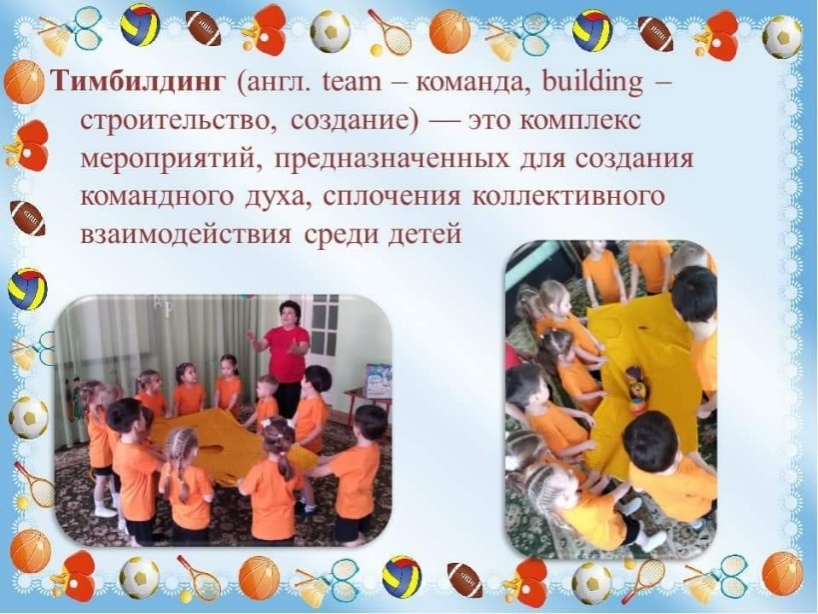 Тимбилдинг (англ. team – команда, building –
строительство, создание) — это комплекс
мероприятий, предназначенных для создания
командного духа, сплочения коллективного
взаимодействия среди детей